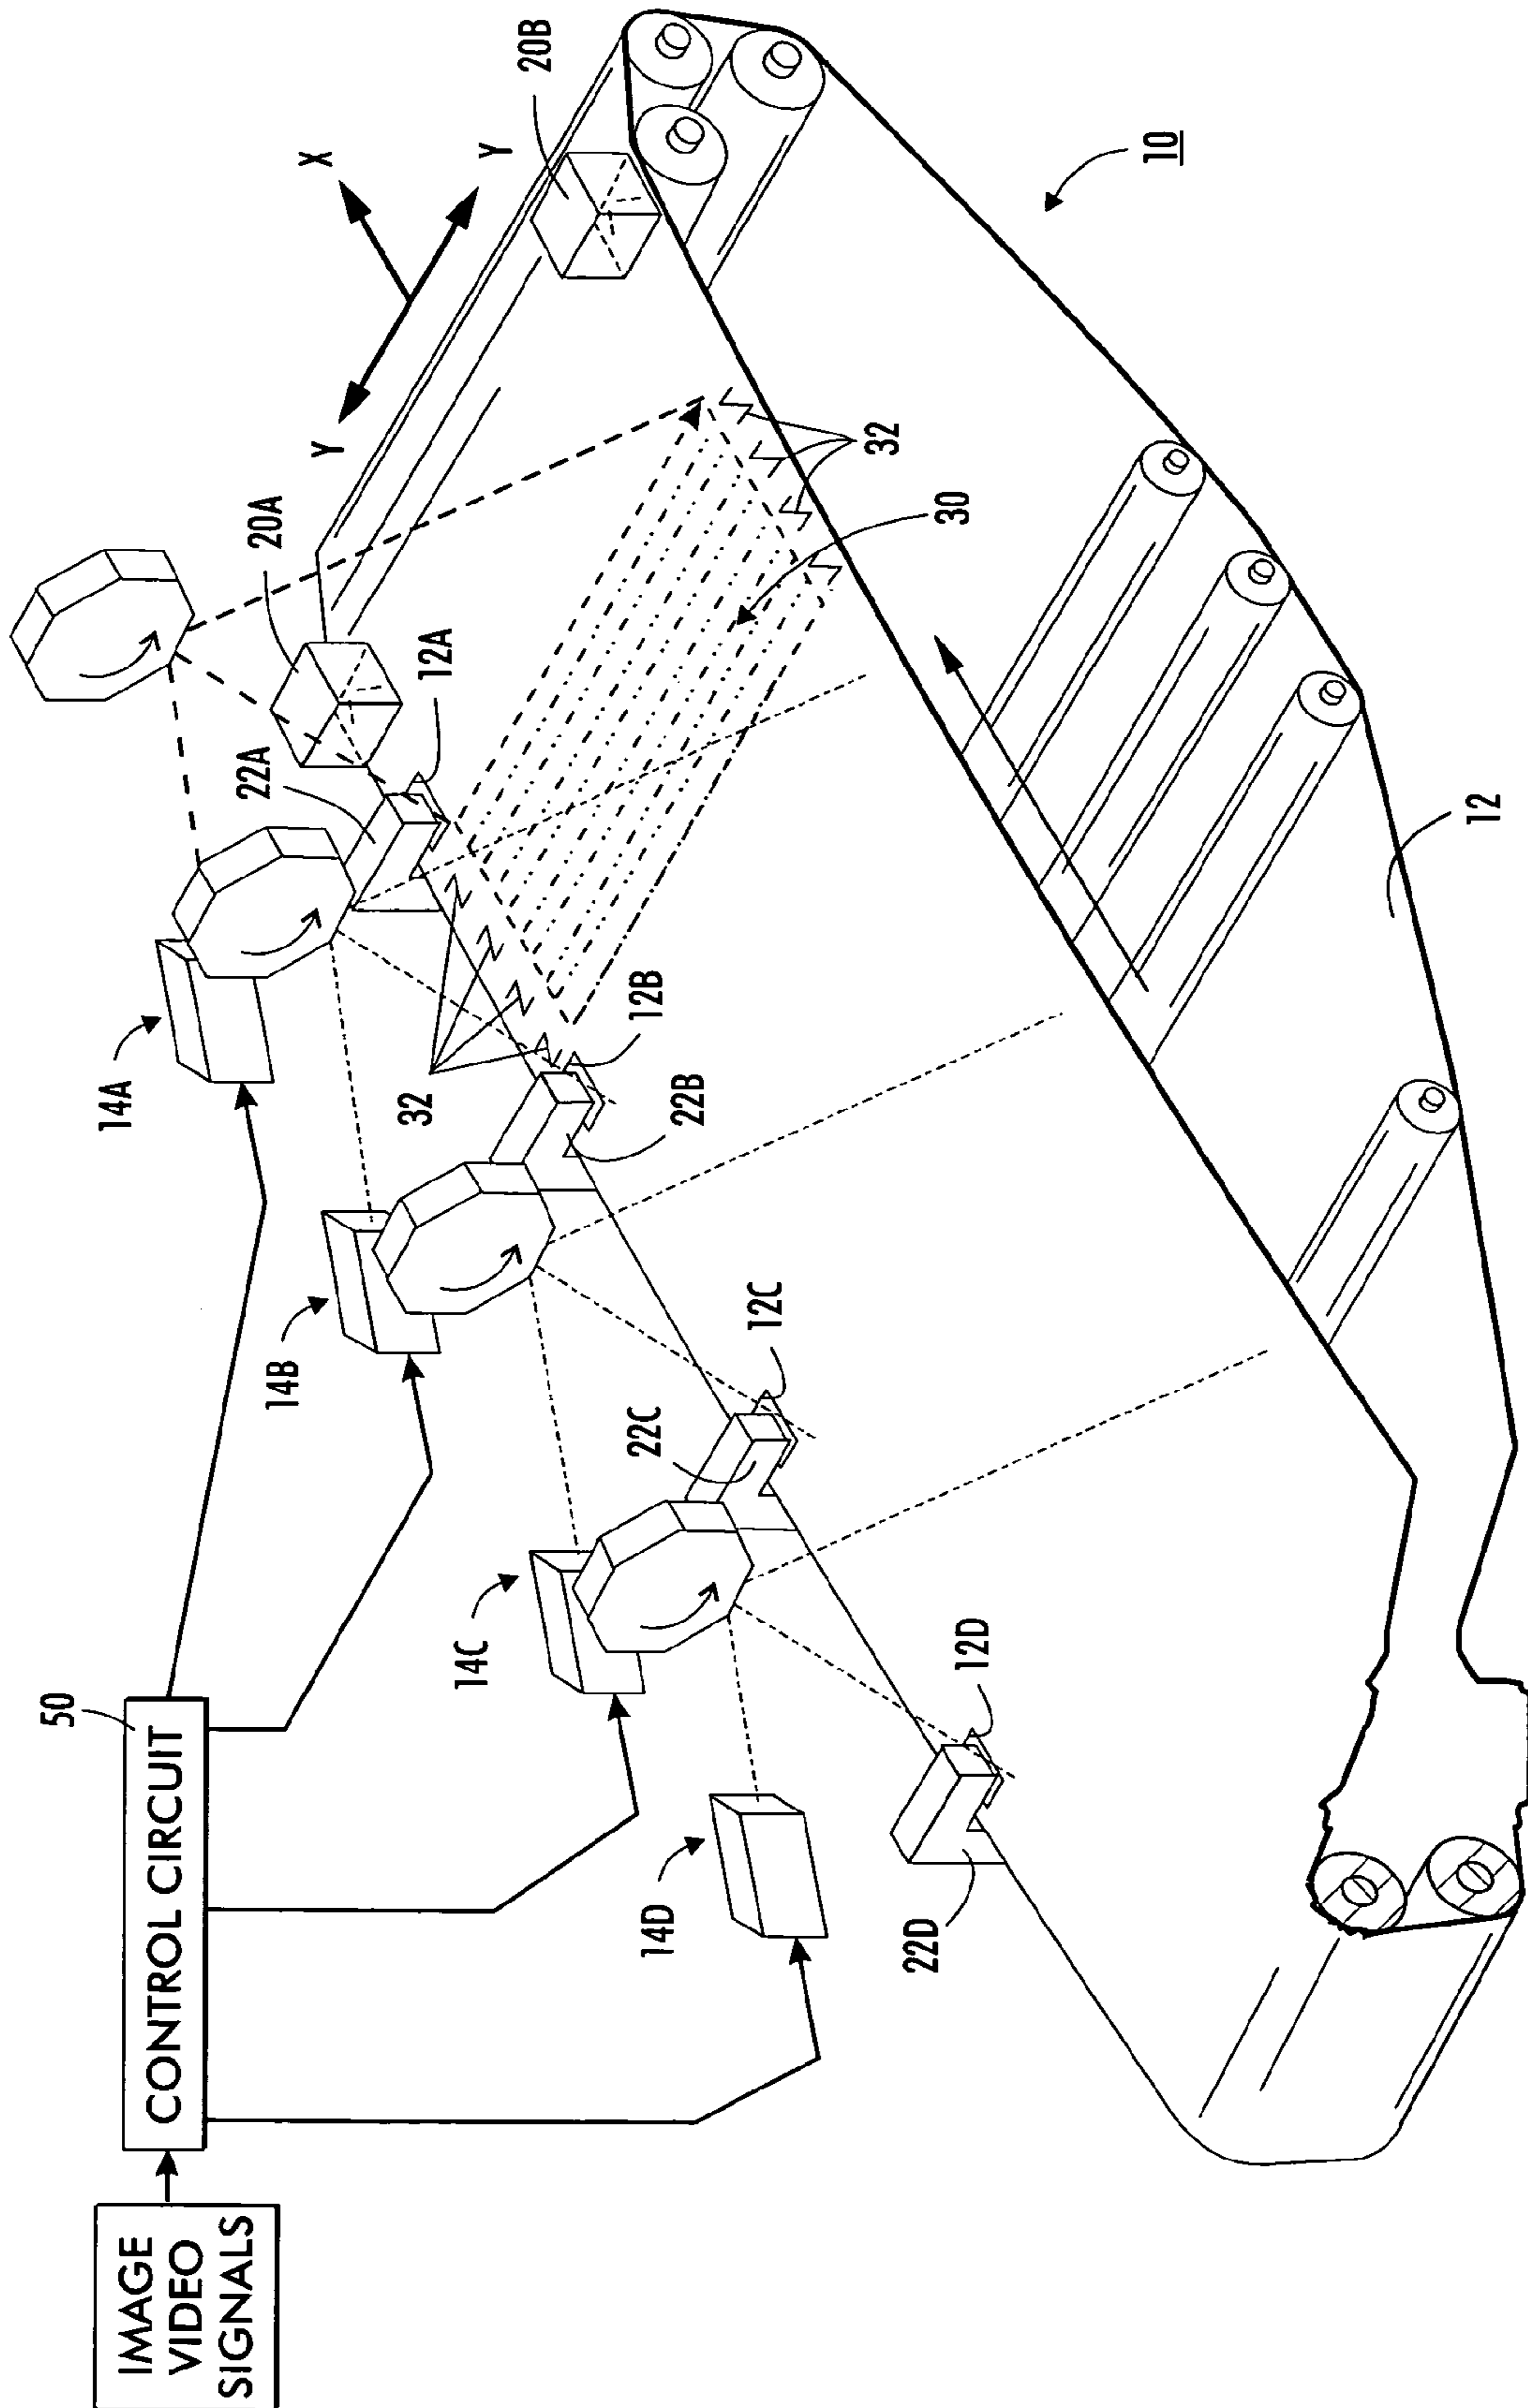 IMAGE
VIDEO
SIGNALS
CONTROL CIRCUIT
50
14A
14B
14C
14D
22A
20A
12A
X
Y
Y
20B
32
32
30
12B
22B
12C
22C
12D
22D
12
10